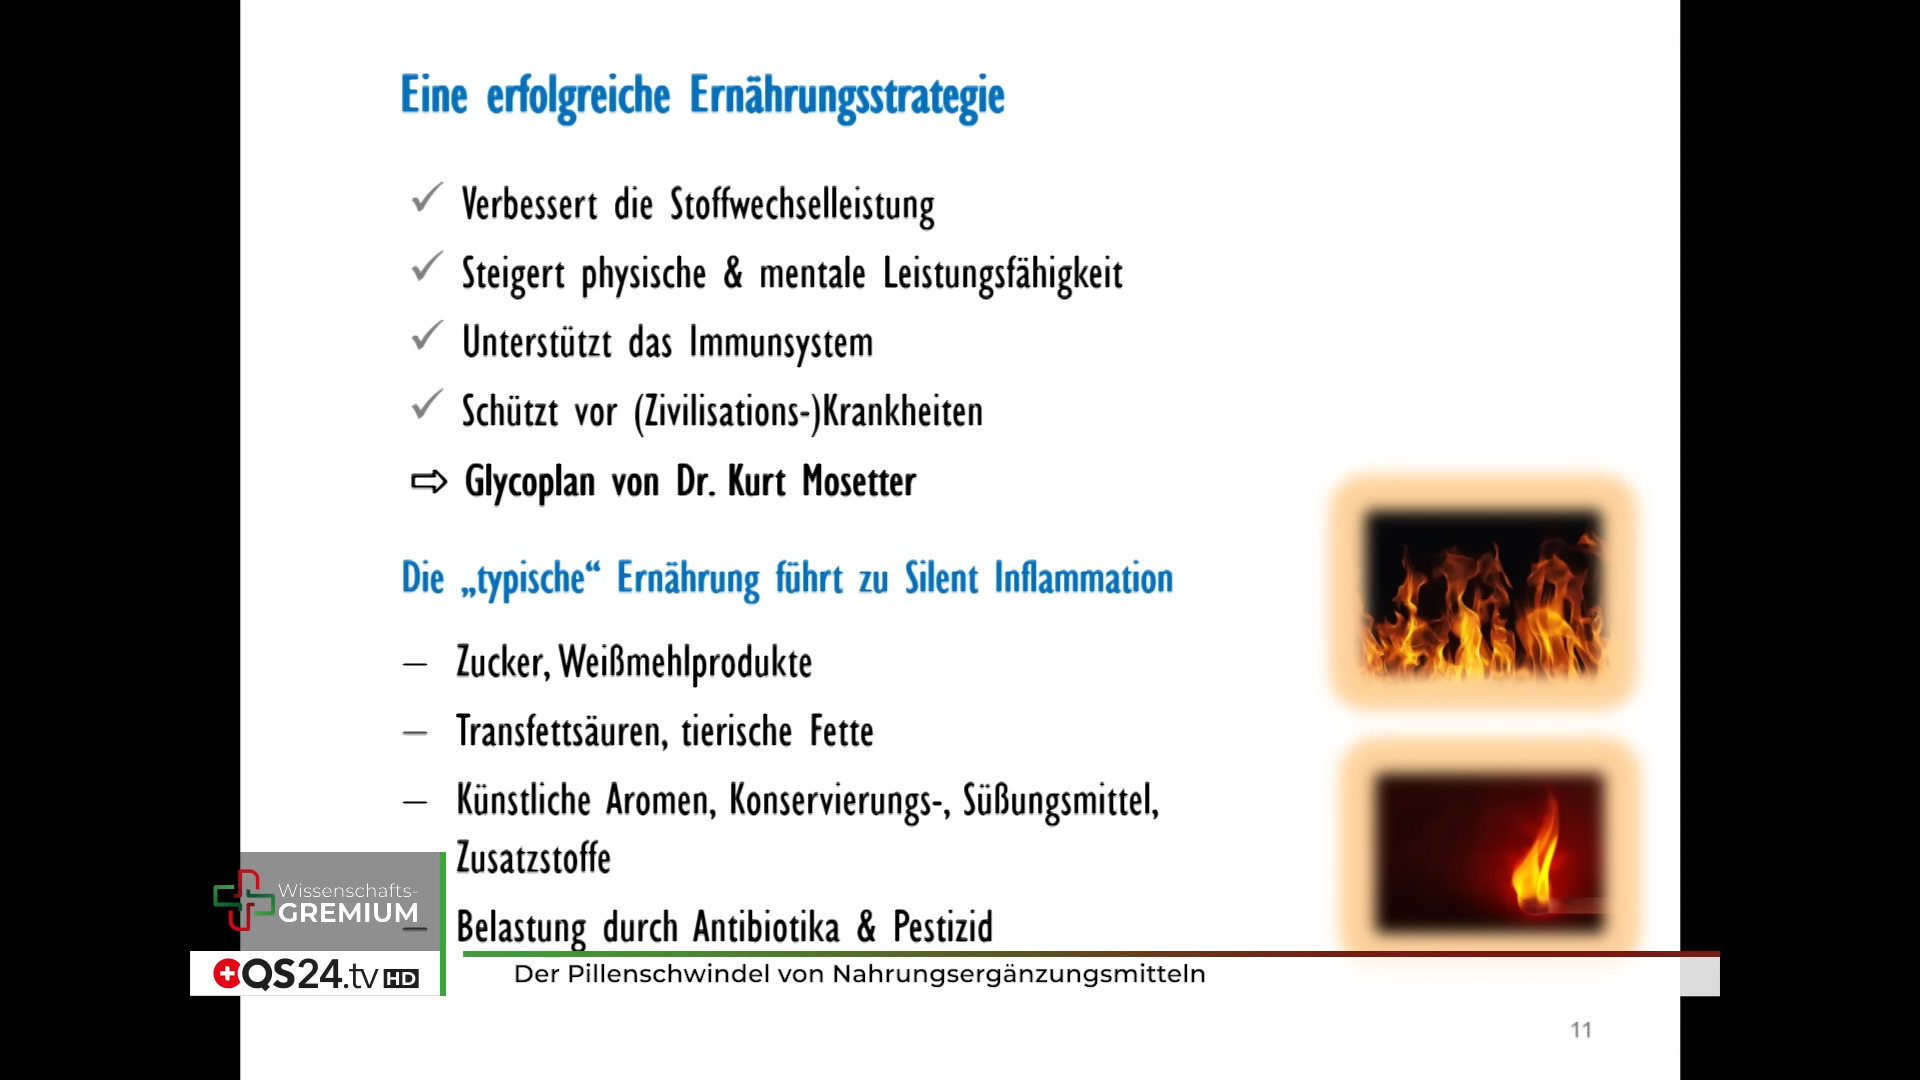 Eine erfolgreiche Ernährungsstrategie
✓ Verbessert die Stoffwechselleistung
✓ Steigert physische & mentale Leistungsfähigkeit
✓ Unterstützt das Immunsystem
✓ Schützt vor (Zivilisations-)Krankheiten
⇨ Glycoplan von Dr. Kurt Mosetter
Die „typische“ Ernährung führt zu Silent Inflammation
– Zucker, Weißmehlprodukte
– Transfettsäuren, tierische Fette
– Künstliche Aromen, Konservierungs-, Süßungsmittel,
Zusatzstoffe
– Belastung durch Antibiotika & Pestizid
Wissenschafts-
GREMIUM
QS24.tv HD
Der Pillenschwindel von Nahrungsergänzungsmitteln
11